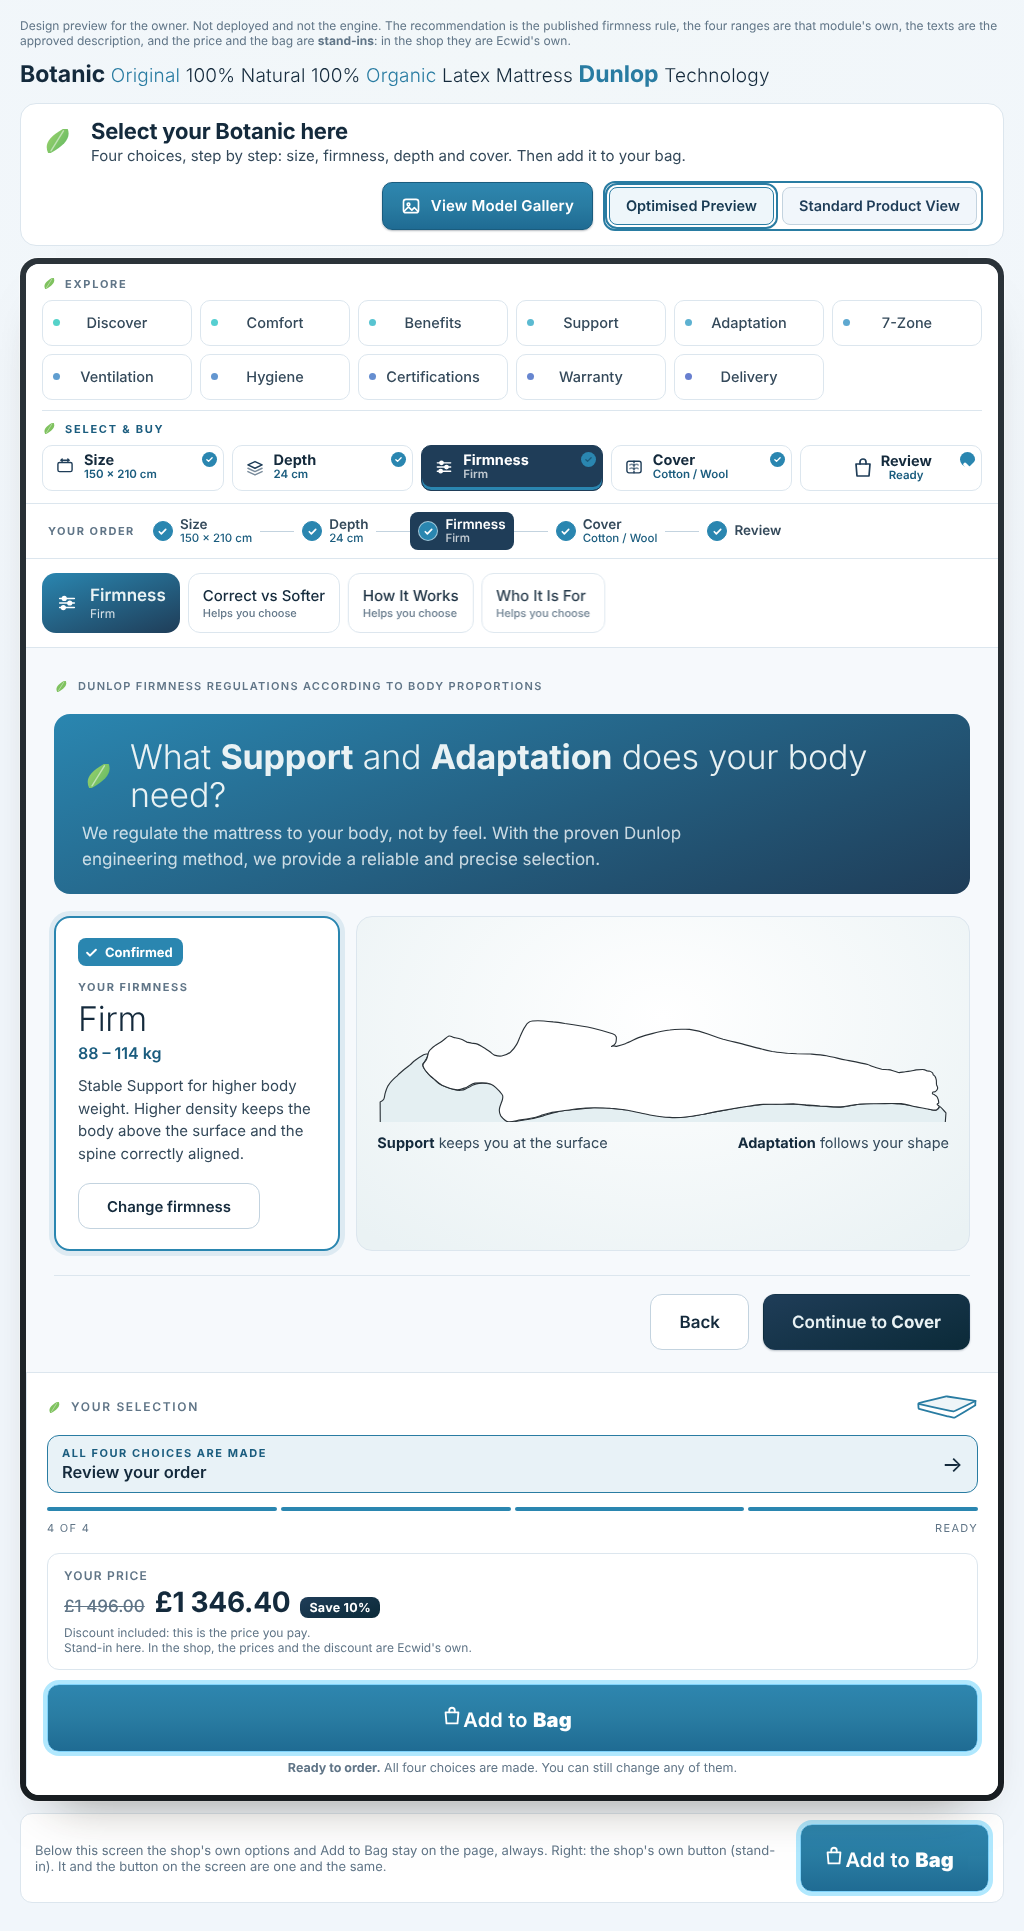 Design preview for the owner. Not deployed and not the engine. The recommendation is the published firmness rule, the four ranges are that module's own, the texts are the
approved description, and the price and the bag are stand-ins: in the shop they are Ecwid's own.
Botanic Original 100% Natural 100% Organic Latex Mattress Dunlop Technology
Select your Botanic here
Four choices, step by step: size, firmness, depth and cover. Then add it to your bag.
View Model Gallery
Optimised Preview
Standard Product View
EXPLORE
Discover
Comfort
Benefits
Support
Adaptation
7-Zone
Ventilation
Hygiene
Certifications
Warranty
Delivery
SELECT & BUY
Size
150 × 210 cm
Depth
24 cm
Firmness
Firm
Cover
Cotton / Wool
Review
Ready
YOUR ORDER
Size
150 × 210 cm
Depth
24 cm
Firmness
Firm
Cover
Cotton / Wool
Review
Firmness
Firm
Correct vs Softer
Helps you choose
How It Works
Helps you choose
Who It Is For
Helps you choose
DUNLOP FIRMNESS REGULATIONS ACCORDING TO BODY PROPORTIONS
What Support and Adaptation does your body
need?
We regulate the mattress to your body, not by feel. With the proven Dunlop
engineering method, we provide a reliable and precise selection.
Confirmed
YOUR FIRMNESS
Firm
88 – 114 kg
Stable Support for higher body
weight. Higher density keeps the
body above the surface and the
spine correctly aligned.
Change firmness
Support keeps you at the surface
Adaptation follows your shape
Back
Continue to Cover
YOUR SELECTION
ALL FOUR CHOICES ARE MADE
Review your order
4 OF 4
READY
YOUR PRICE
£1 496.00 £1 346.40 Save 10%
Discount included: this is the price you pay.
Stand-in here. In the shop, the prices and the discount are Ecwid's own.
Add to Bag
Ready to order. All four choices are made. You can still change any of them.
Below this screen the shop's own options and Add to Bag stay on the page, always. Right: the shop's own button (stand-
in). It and the button on the screen are one and the same.
Add to Bag